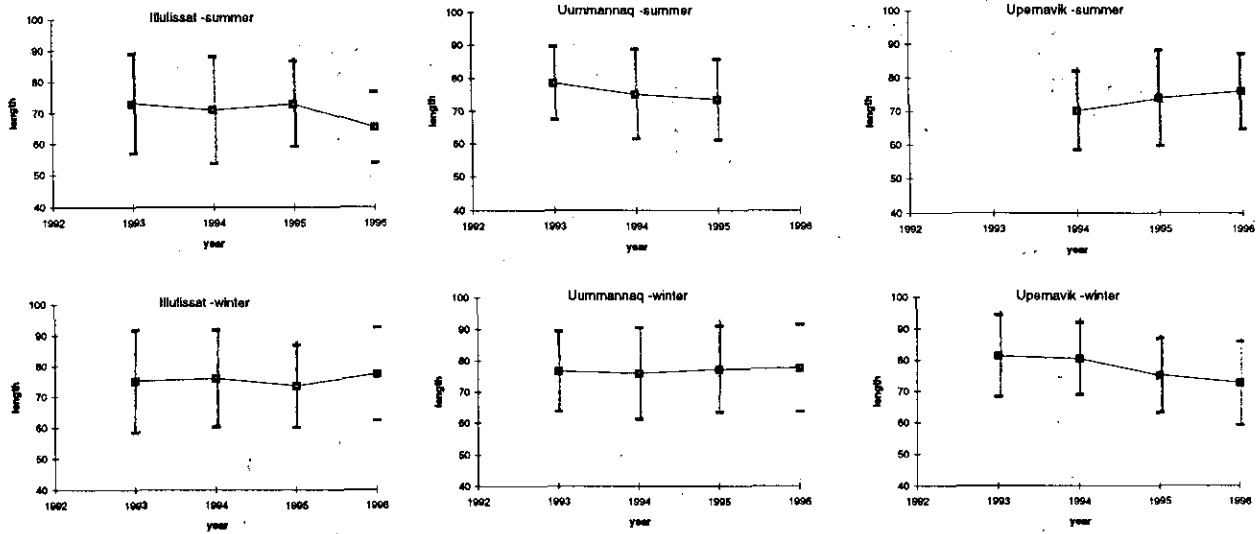 Illulissat -summer
100
90
80
70
60
50
40
length
1992 1993 1994 1995 1996
year
Uummannaq -summer
100
90
80
70
60
50
40
length
1992 1993 1994 1995 1996
year
Upernavik -summer
100
90
80
70
60
50
40
length
1992 1993 1994 1995 1996
year
Illulissat -winter
100
90
80
70
60
50
40
length
1992 1993 1994 1995 1996
year
Uummannaq -winter
100
90
80
70
60
50
40
length
1992 1993 1994 1995 1996
year
Upernavik -winter
100
90
80
70
60
50
40
length
1992 1993 1994 1995 1996
year